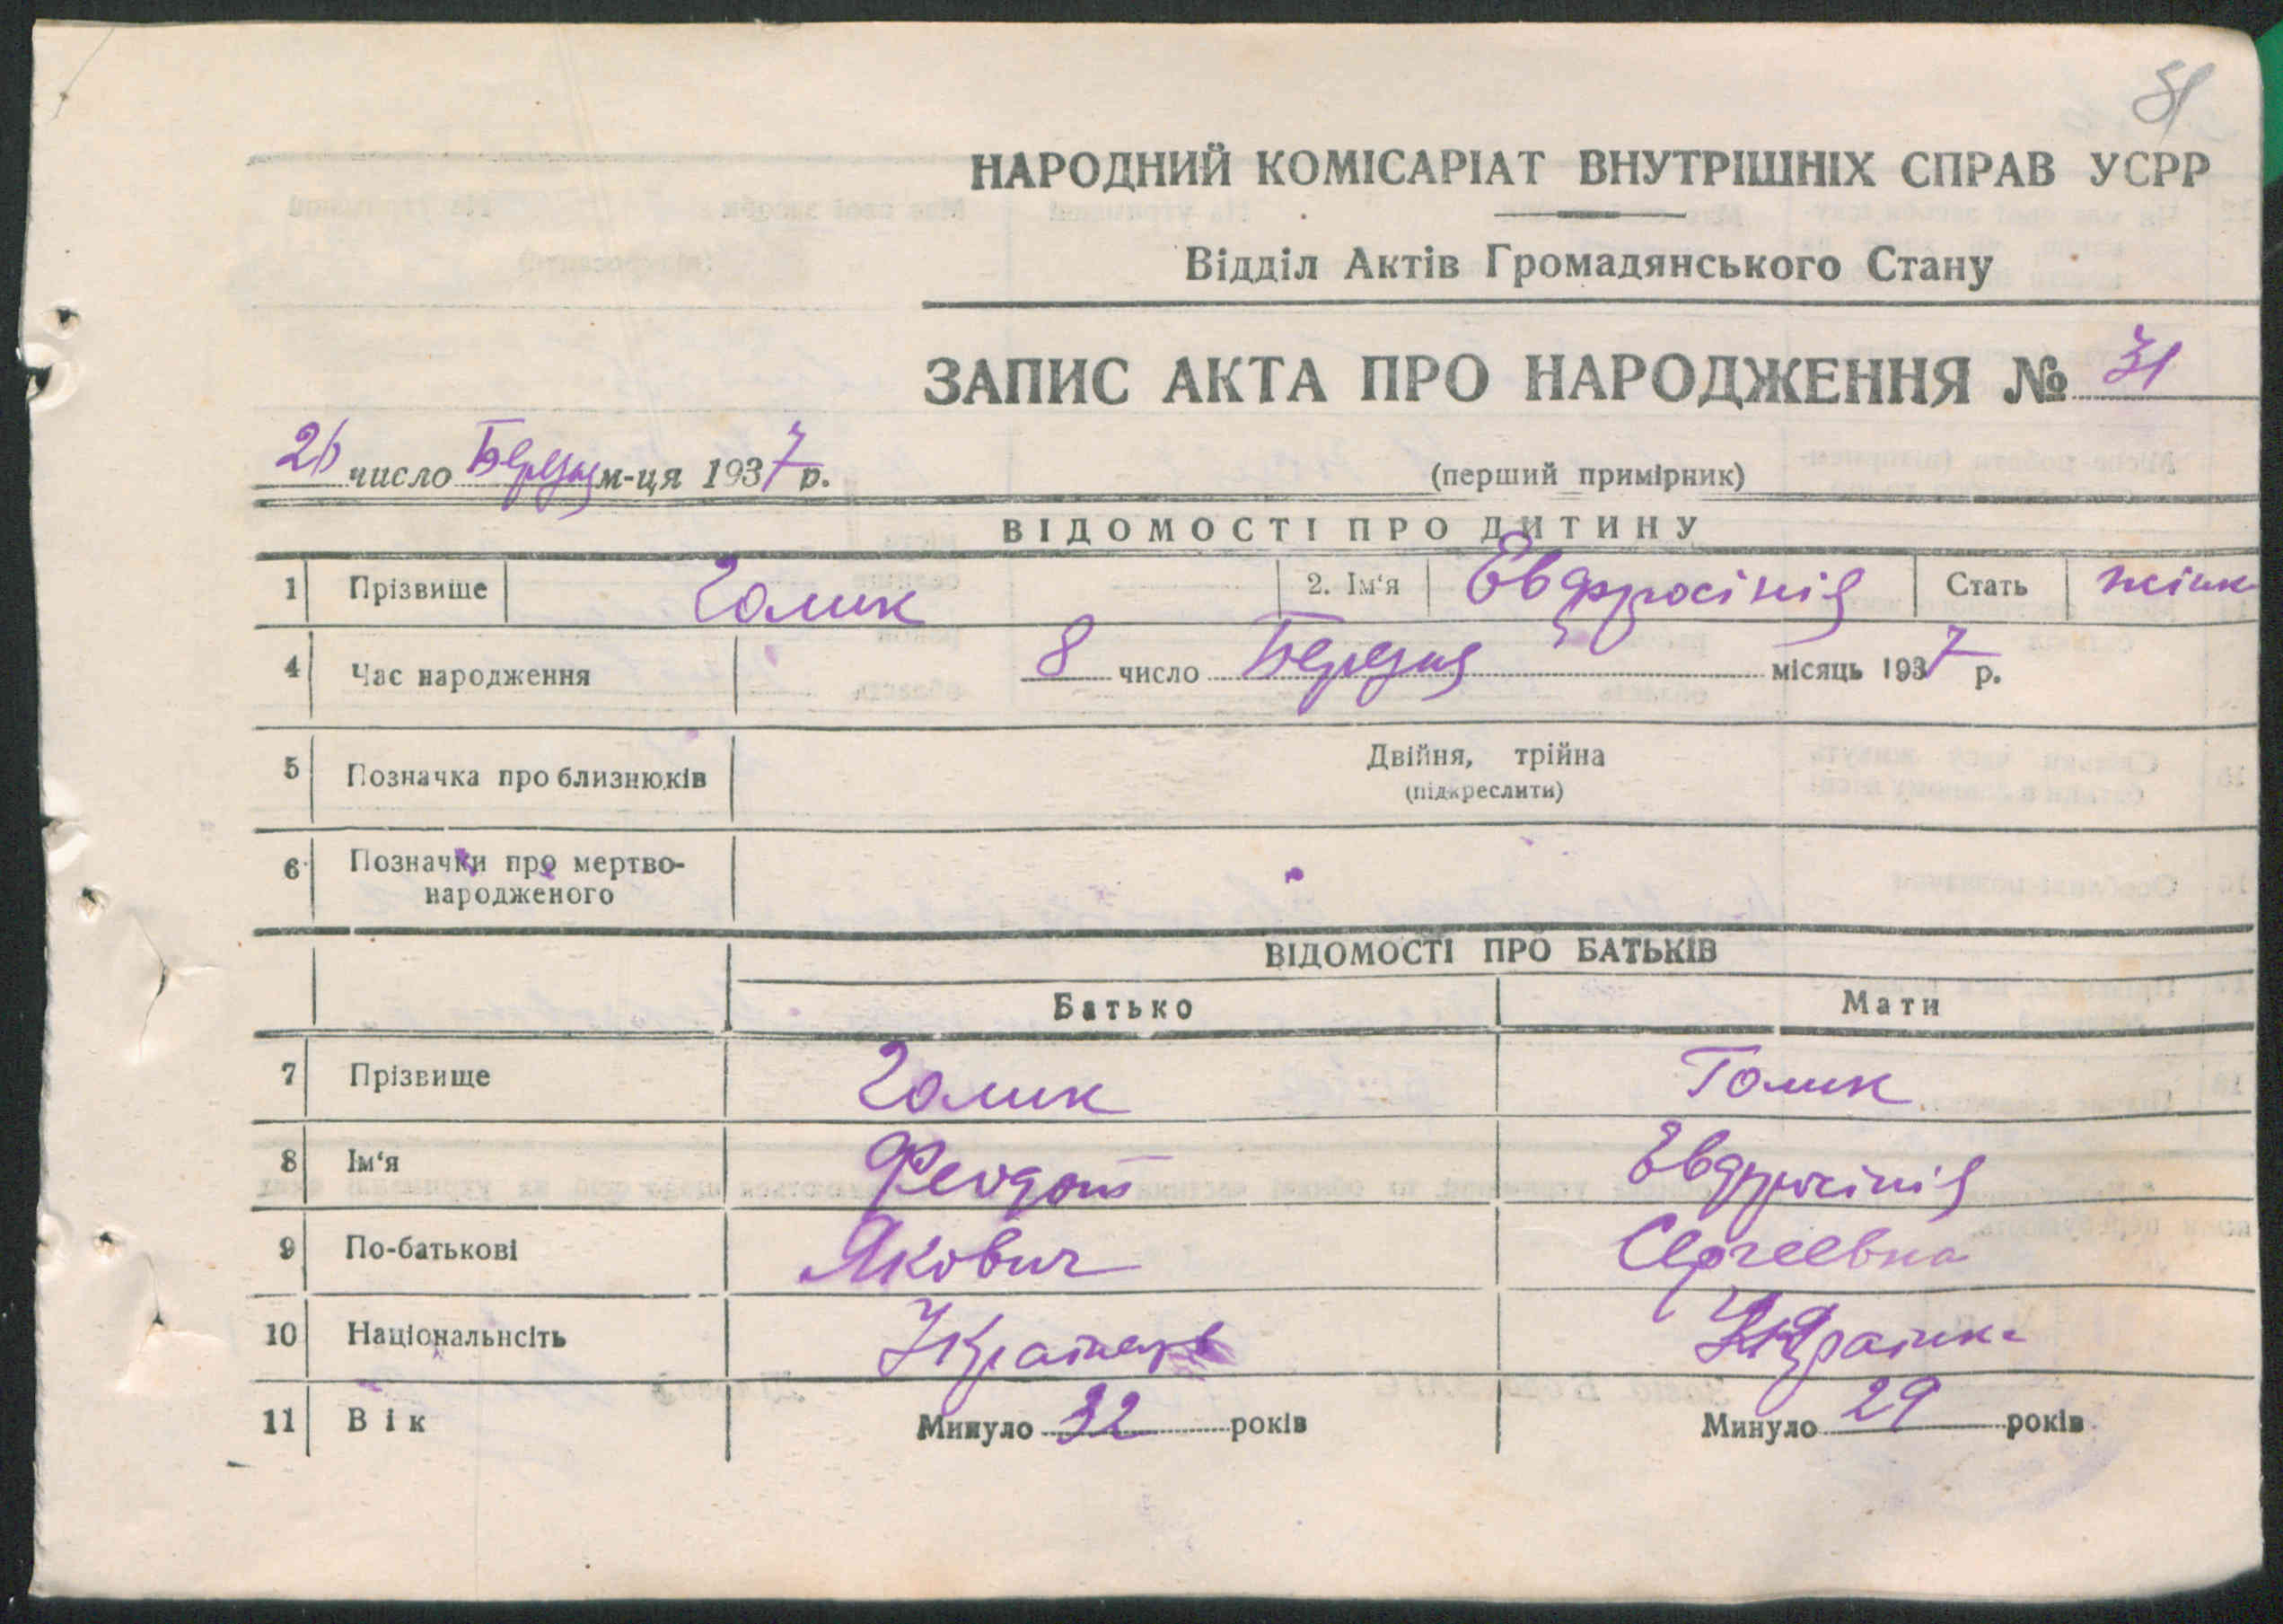 31
НАРОДНИЙ КОМІСАРІАТ ВНУТРІШНІХ СПРАВ УСРР
Відділ Актів Громадянського Стану
ЗАПИС АКТА ПРО НАРОДЖЕННЯ № 31
26 число Березня м-ця 1937 р. (перший примірник)
ВІДОМОСТІ ПРО ДИТИНУ
1 Прізвище Голик 2. Ім'я Евфросінія Стать жінк
4 Час народження 8 число Березня місяць 1937 р.
5 Позначка про близнюків Двійня, трійна
(підкреслити)
6 Позначки про мертво-
народженого
ВІДОМОСТІ ПРО БАТЬКІВ
Батько Мати
7 Прізвище Голик Голик
8 Ім'я Феодот Евфросінія
9 По-батькові Якович Сергеевна
10 Національнсіть Українець Українка
11 Вік Минуло 32 років Минуло 29 років